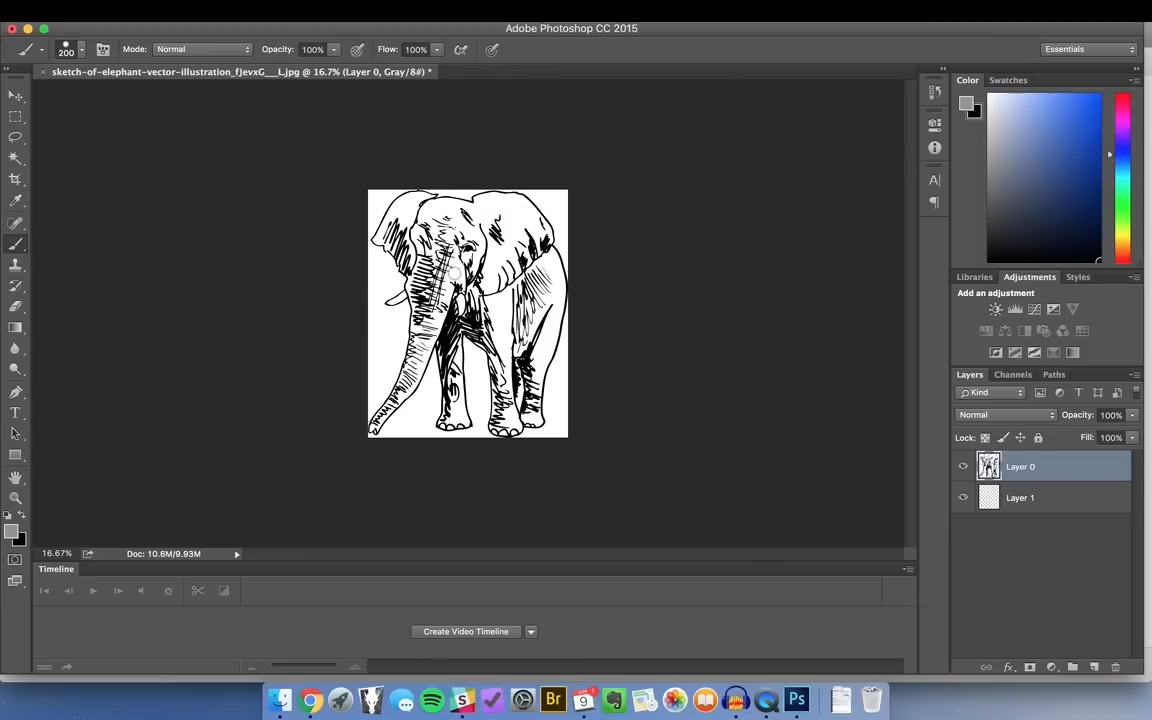 Adobe Photoshop CC 2015
200 Mode: Normal Opacity: 100% Flow: 100% Essentials
× sketch-of-elephant-vector-illustration_fJevxG__L.jpg @ 16.7% (Layer 0, Gray/8#) *
Color Swatches
Libraries Adjustments Styles
Add an adjustment
Layers Channels Paths
Kind
Normal Opacity: 100%
Lock: Fill: 100%
Layer 0
Layer 1
16.67% Doc: 10.6M/9.93M
Timeline
Create Video Timeline
9 Br Ps